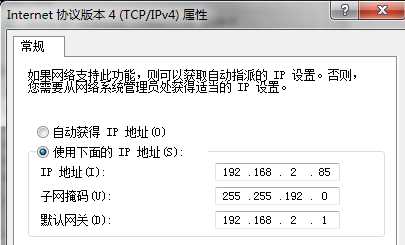 Internet 协议版本 4 (TCP/IPv4) 属性
常规
如果网络支持此功能，则可以获取自动指派的 IP 设置。否则，
您需要从网络系统管理员处获得适当的 IP 设置。
自动获得 IP 地址(O)
使用下面的 IP 地址(S):
IP 地址(I): 192 .168 . 2 . 85
子网掩码(U): 255 .255 .192 . 0
默认网关(D): 192 .168 . 2 . 1